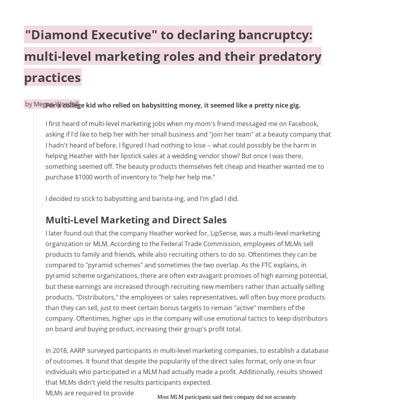 "Diamond Executive" to declaring bancruptcy:
multi-level marketing roles and their predatory
practices
by Megan
For a college kid who relied on babysitting money, it seemed like a pretty nice gig.
I first heard of multi-level marketing jobs when my mom's friend messaged me on Facebook,
asking if I'd like to help her with her small business and "join her team" at a beauty company that
I hadn't heard of before. I figured I had nothing to lose – what could possibly be the harm in
helping Heather with her lipstick sales at a wedding vendor show? But once I was there,
something seemed off. The beauty products themselves felt cheap and Heather wanted me to
purchase $1000 worth of inventory to "help her help me."
I decided to stick to babysitting and barista-ing, and I'm glad I did.
Multi-Level Marketing and Direct Sales
I later found out that the company Heather worked for, LipSense, was a multi-level marketing
organization or MLM. According to the Federal Trade Commission, employees of MLMs sell
products to family and friends, while also recruiting others to do so. Oftentimes they can be
compared to "pyramid schemes" and sometimes the two overlap. As the FTC explains, in
pyramid scheme organizations, there are often extravagant promises of high earning potential,
but these earnings are increased through recruiting new members rather than actually selling
products. "Distributors," the employees or sales representatives, will often buy more products
than they can sell, just to meet certain bonus targets to remain "active" members of the
company. Oftentimes, higher ups in the company will use emotional tactics to keep distributors
on board and buying product, increasing their group's profit total.
In 2018, AARP surveyed participants in multi-level marketing companies, to establish a database
of outcomes. It found that despite the popularity of the direct sales format, only one in four
individuals who participated in a MLM had actually made a profit. Additionally, results showed
that MLMs didn't yield the results participants expected.
MLMs are required to provide
Most MLM participants said their company did not accurately